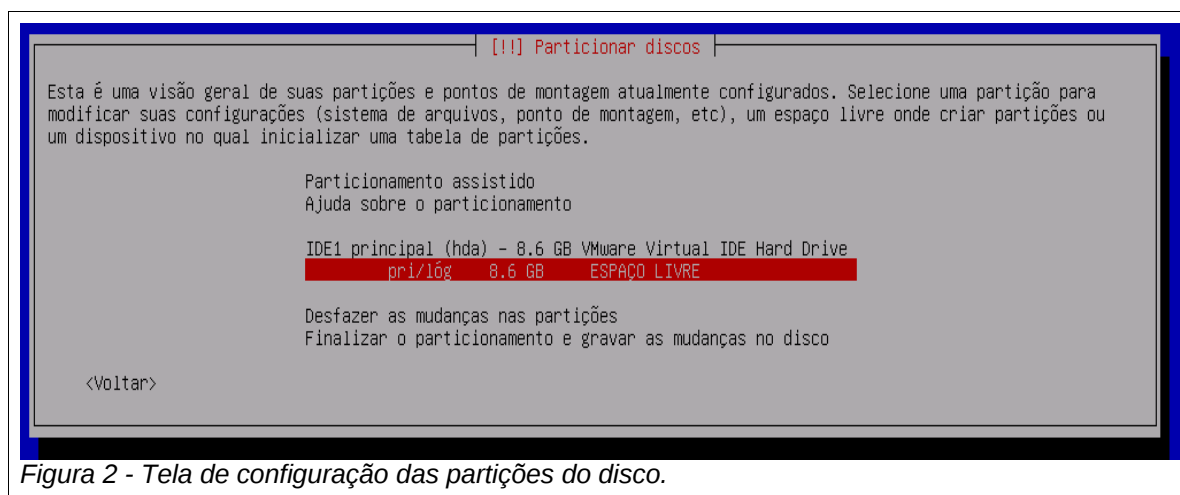 [!!] Particionar discos
Esta é uma visão geral de suas partições e pontos de montagem atualmente configurados. Selecione uma partição para
modificar suas configurações (sistema de arquivos, ponto de montagem, etc), um espaço livre onde criar partições ou
um dispositivo no qual inicializar uma tabela de partições.
Particionamento assistido
Ajuda sobre o particionamento
IDE1 principal (hda) - 8.6 GB VMware Virtual IDE Hard Drive
pri/lóg 8.6 GB ESPAÇO LIVRE
Desfazer as mudanças nas partições
Finalizar o particionamento e gravar as mudanças no disco
<Voltar>
Figura 2 - Tela de configuração das partições do disco.